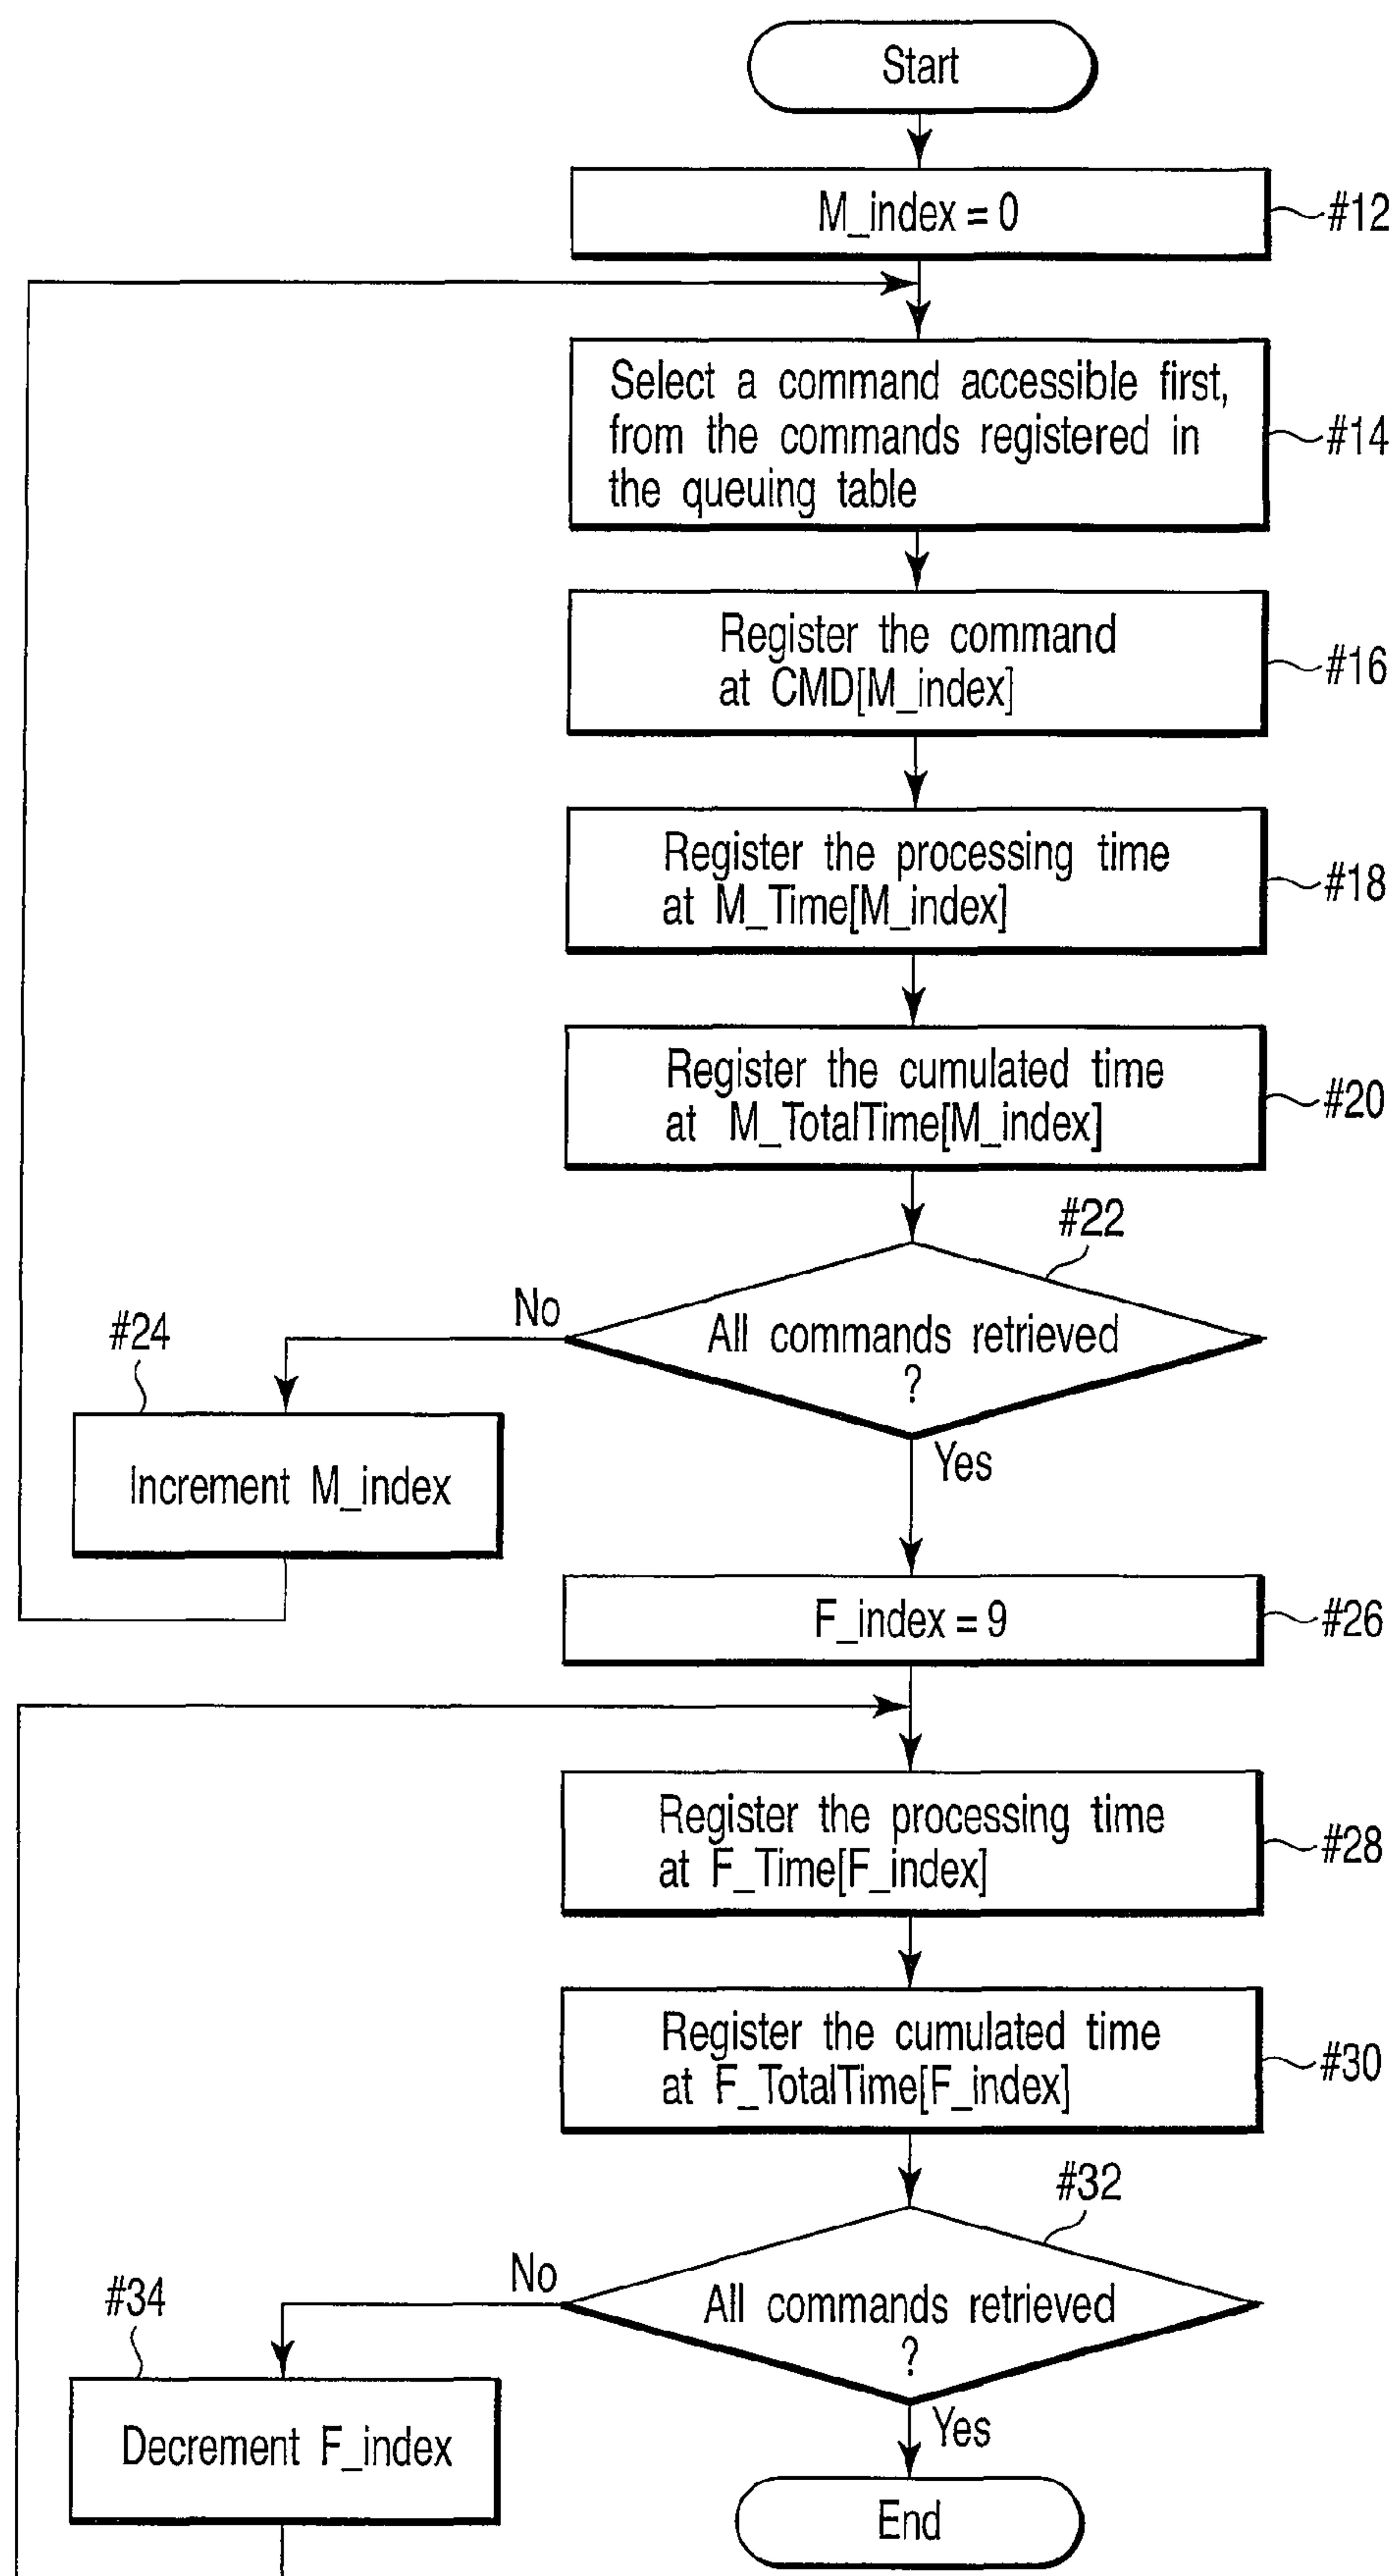 Start
M_index = 0
#12
Select a command accessible first,
from the commands registered in
the queuing table
#14
Register the command
at CMD[M_index]
#16
Register the processing time
at M_Time[M_index]
#18
Register the cumulated time
at M_TotalTime[M_index]
#20
#22
All commands retrieved
?
No
Yes
#24
Increment M_index
F_index = 9
#26
Register the processing time
at F_Time[F_index]
#28
Register the cumulated time
at F_TotalTime[F_index]
#30
#32
All commands retrieved
?
No
Yes
#34
Decrement F_index
End